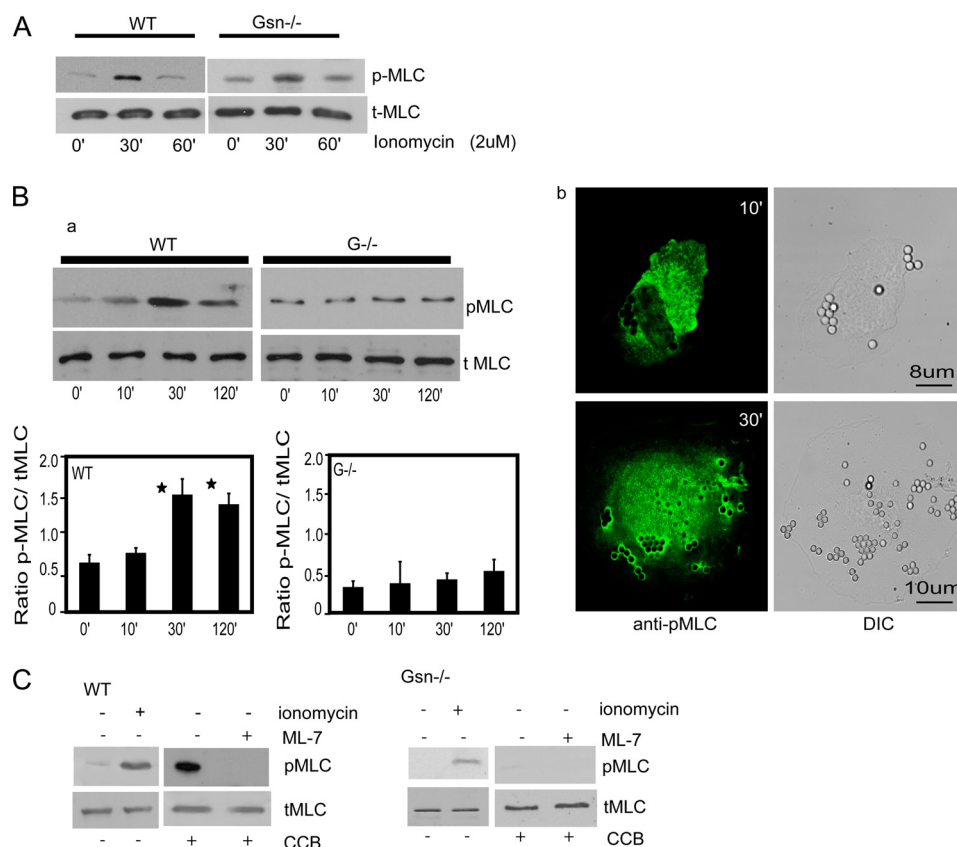 A
WT Gsn-/-
p-MLC
t-MLC
0' 30' 60' 0' 30' 60' Ionomycin (2uM)
B
a
WT G-/-
pMLC
t MLC
0' 10' 30' 120' 0' 10' 30' 120'
Ratio p-MLC/ tMLC
2.0
1.5
1.0
0.5
0
WT
0' 10' 30' 120'
Ratio p-MLC/ tMLC
2.0
1.5
1.0
0.5
0
G-/-
0' 10' 30' 120'
b
10'
8um
30'
10um
anti-pMLC DIC
C
WT
- + - - ionomycin
- - - + ML-7
pMLC
tMLC
- - + + CCB
Gsn-/-
- + - - ionomycin
- - - + ML-7
pMLC
tMLC
- - + + CCB